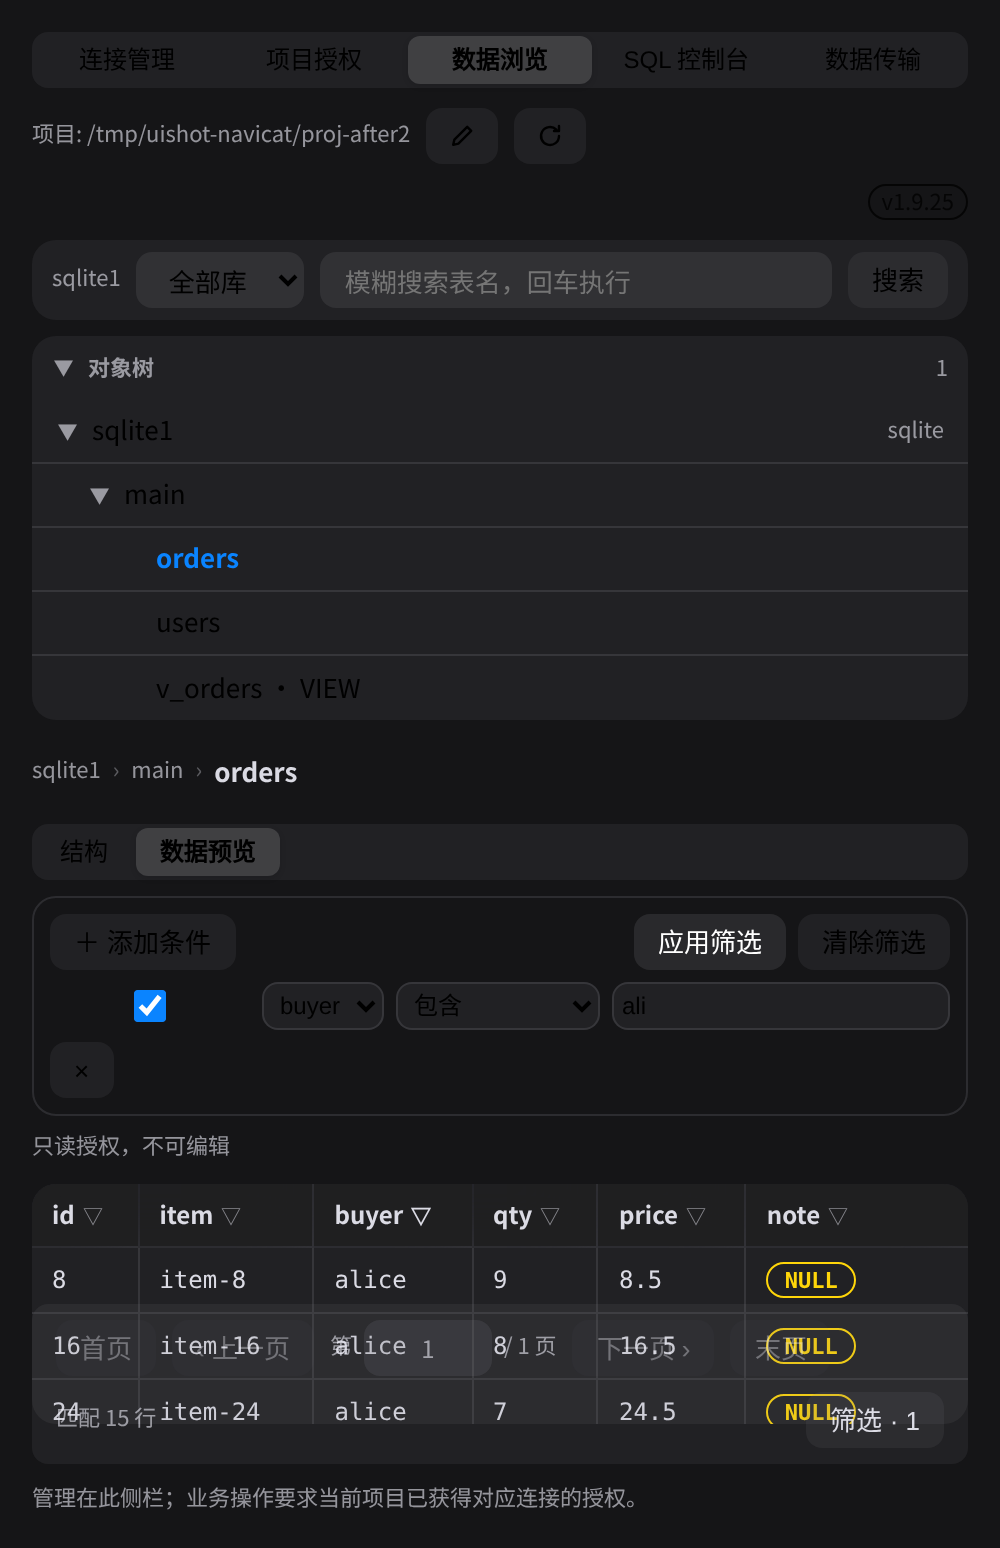 连接管理 项目授权 数据浏览 SQL 控制台 数据传输
项目: /tmp/uishot-navicat/proj-after2
v1.9.25
sqlite1 全部库 模糊搜索表名，回车执行 搜索
▼ 对象树 1
▼ sqlite1 sqlite
▼ main
orders
users
v_orders · VIEW
sqlite1 › main › orders
结构 数据预览
＋ 添加条件 应用筛选 清除筛选
buyer 包含 ali
×
只读授权，不可编辑
id ▽ item ▽ buyer ▽ qty ▽ price ▽ note ▽
8 item-8 alice 9 8.5 NULL
16 item-16 alice 8 16.5 NULL
首页 ‹ 上一页 第 1 / 1 页 下一页 › 末页
24 item-24 alice 7 24.5 NULL
匹配 15 行 筛选 · 1
管理在此侧栏；业务操作要求当前项目已获得对应连接的授权。